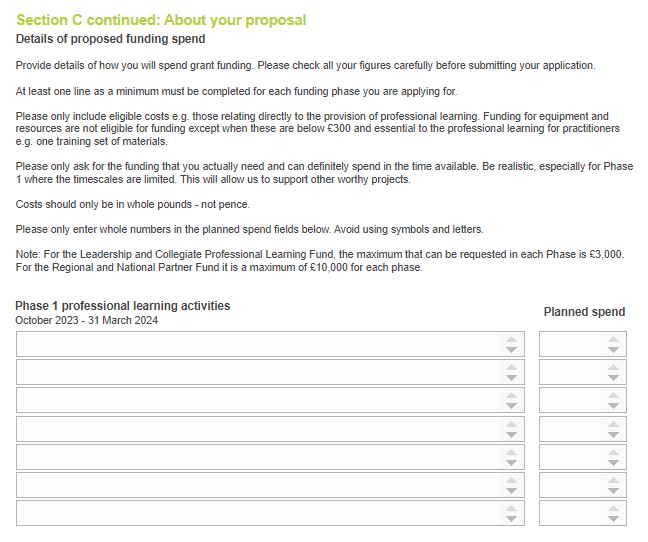 Section C continued: About your proposal
Details of proposed funding spend
Provide details of how you will spend grant funding. Please check all your figures carefully before submitting your application.
At least one line as a minimum must be completed for each funding phase you are applying for.
Please only include eligible costs e.g. those relating directly to the provision of professional learning. Funding for equipment and
resources are not eligible for funding except when these are below £300 and essential to the professional learning for practitioners
e.g. one training set of materials.
Please only ask for the funding that you actually need and can definitely spend in the time available. Be realistic, especially for Phase
1 where the timescales are limited. This will allow us to support other worthy projects.
Costs should only be in whole pounds - not pence.
Please only enter whole numbers in the planned spend fields below. Avoid using symbols and letters.
Note: For the Leadership and Collegiate Professional Learning Fund, the maximum that can be requested in each Phase is £3,000.
For the Regional and National Partner Fund it is a maximum of £10,000 for each phase.
Phase 1 professional learning activities
October 2023 - 31 March 2024
Planned spend